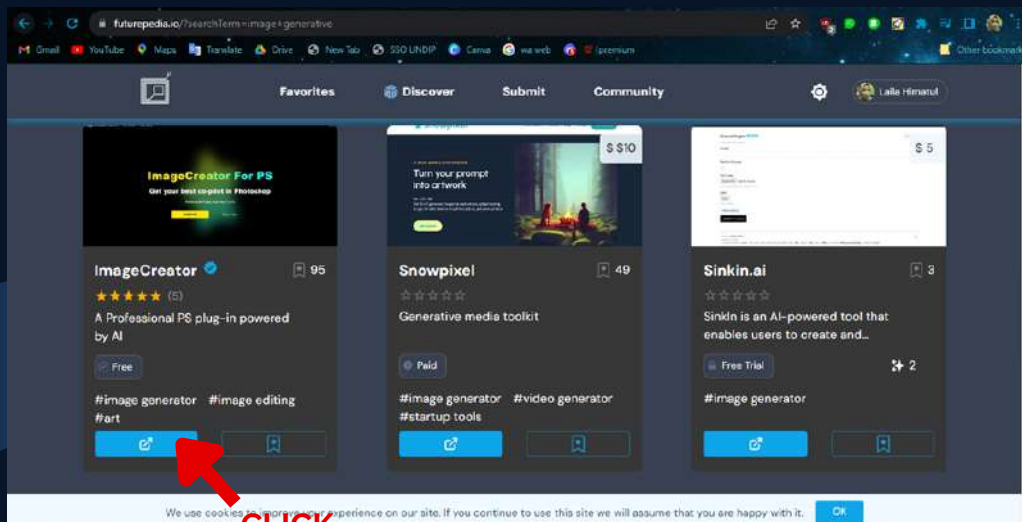 futurepedia.io/?searchTerm=image+generative
Gmail YouTube Maps Translate Drive New Tab SSO UNDIP Canva wa web premium Other bookmark
Favorites Discover Submit Community Laila Himatul
ImageCreator For PS
Get your best co-pilot in Photoshop
ImageCreator 95
(5)
A Professional PS plug-in powered
by AI
Free
#image generator #image editing
#art
$ $10
Turn your prompt
into artwork
Snowpixel 49
Generative media toolkit
Paid
#image generator #video generator
#startup tools
$ 5
Sinkin.ai 3
SinkIn is an AI-powered tool that
enables users to create and...
Free Trial 2
#image generator
CLICK
We use cookies to improve your experience on our site. If you continue to use this site we will assume that you are happy with it. OK